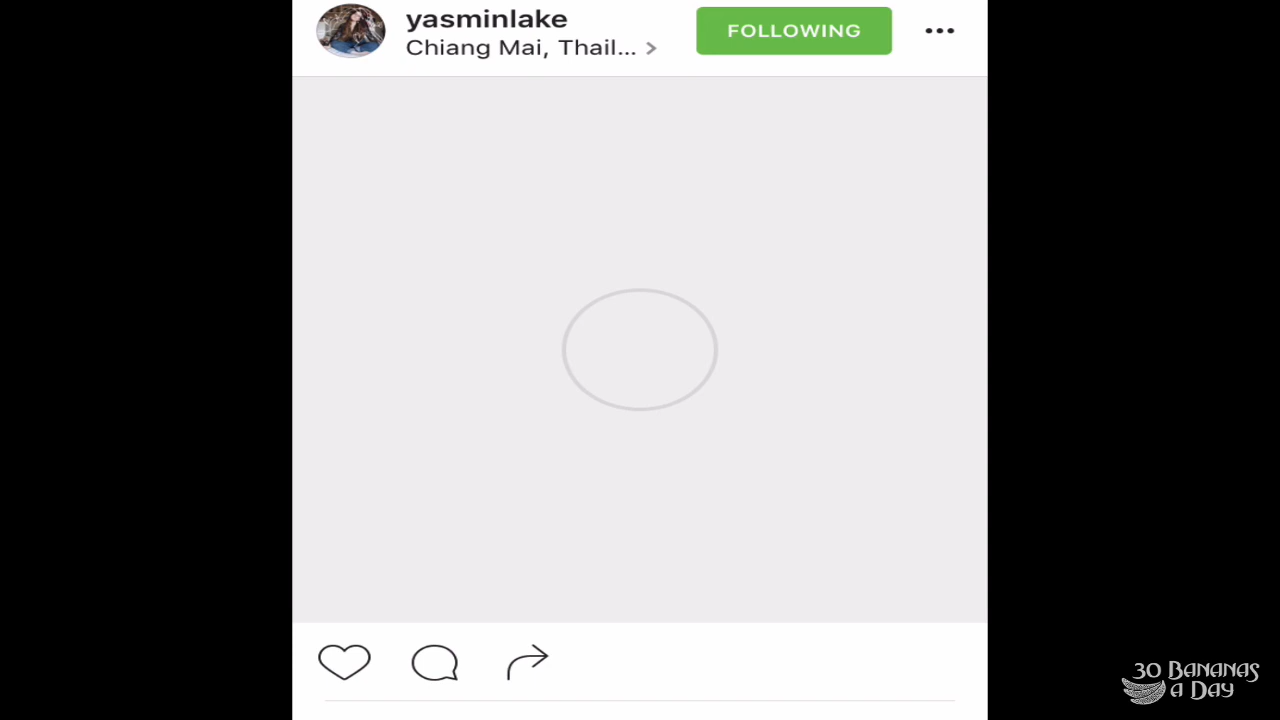 yasminlake
Chiang Mai, Thail...
FOLLOWING
30 BANANAS
A DAY